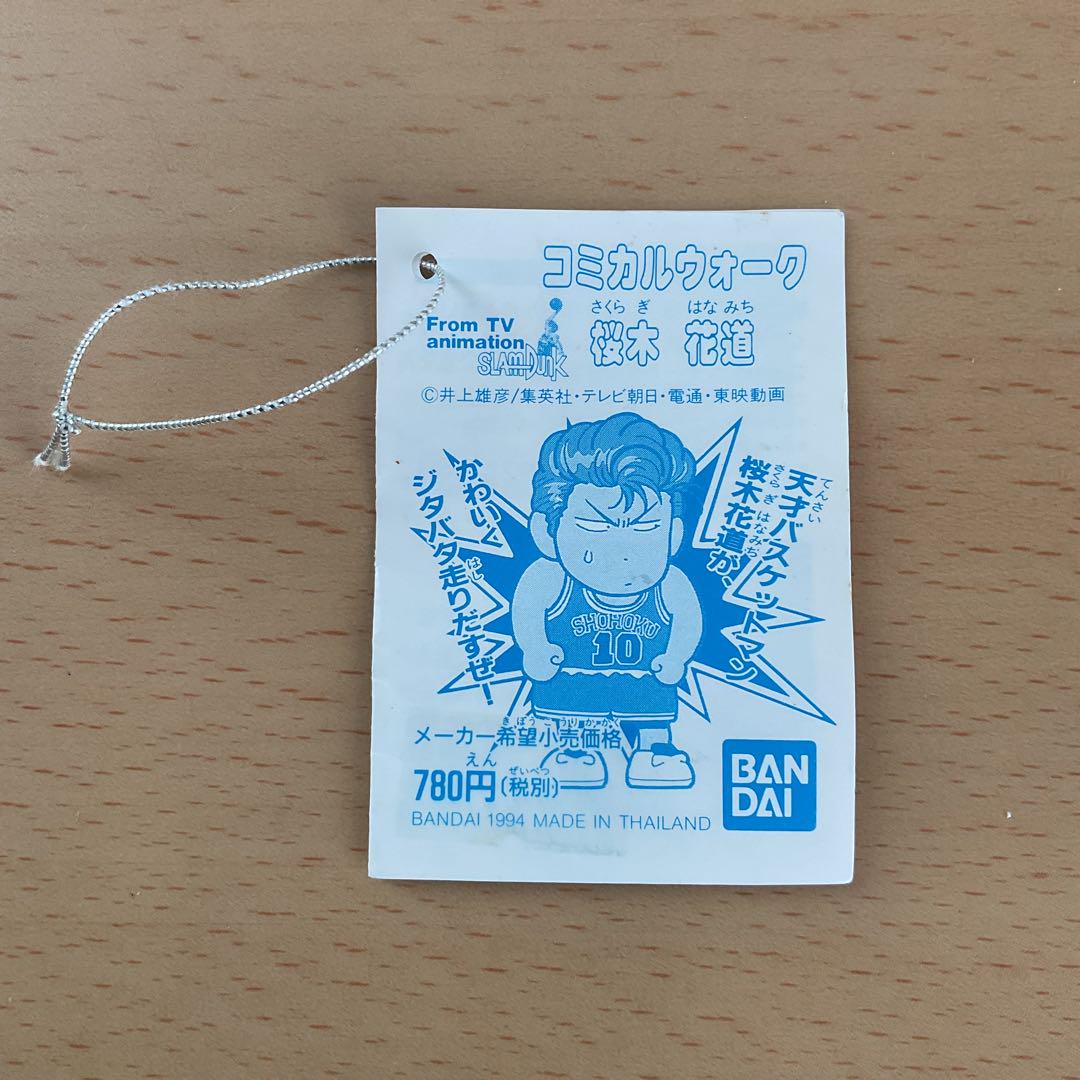 コミカルウォーク
さくら ぎ はな みち
桜木 花道
From TV
animation
SLAM DUNK
©井上雄彦/集英社・テレビ朝日・電通・東映動画
てんさい
天才バスケットマン
さくら ぎ はなみち
桜木花道が、
かわいく
はし
ジタバタ走りだすぜ!
SHOHOKU
10
きぼう こ うり か かく
メーカー希望小売価格
えん ぜいべつ
780円(税別)
BANDAI 1994 MADE IN THAILAND
BAN
DAI